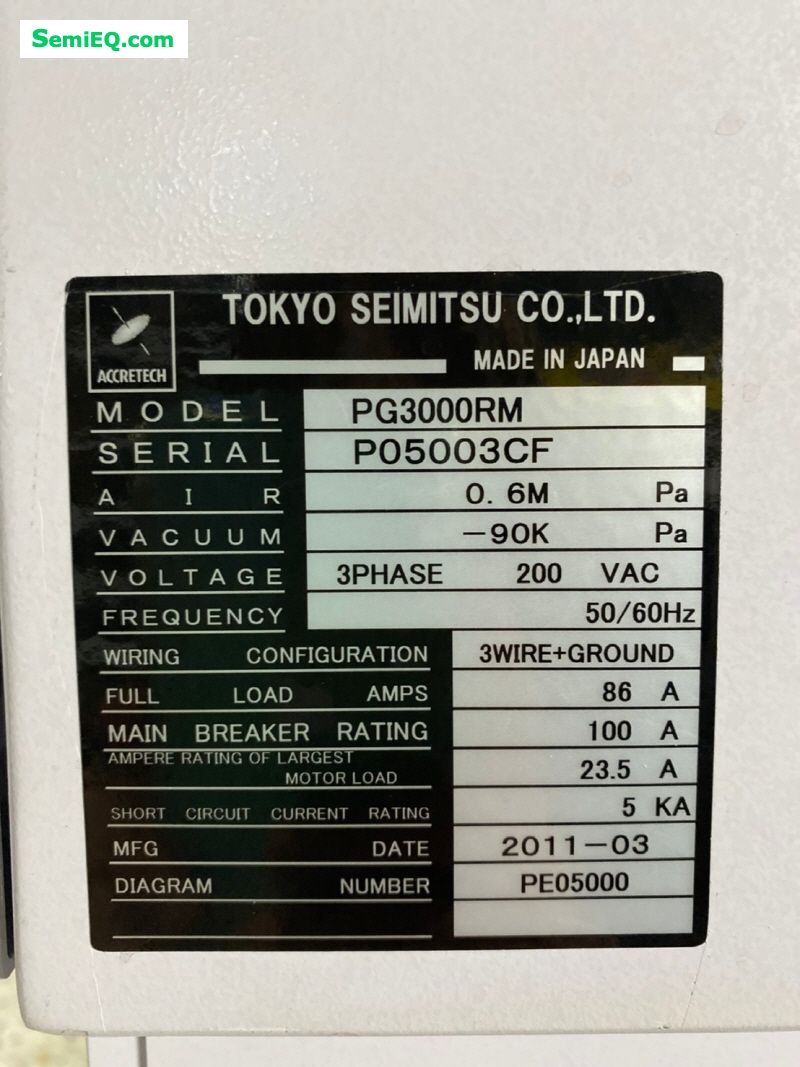 SemiEQ.com
TOKYO SEIMITSU CO.,LTD.
ACCRETECH
MADE IN JAPAN
MODEL PG3000RM
SERIAL P05003CF
AIR 0.6M Pa
VACUUM -90K Pa
VOLTAGE 3PHASE 200 VAC
FREQUENCY 50/60Hz
WIRING CONFIGURATION 3WIRE+GROUND
FULL LOAD AMPS 86 A
MAIN BREAKER RATING 100 A
AMPERE RATING OF LARGEST
MOTOR LOAD 23.5 A
SHORT CIRCUIT CURRENT RATING 5 KA
MFG DATE 2011-03
DIAGRAM NUMBER PE05000